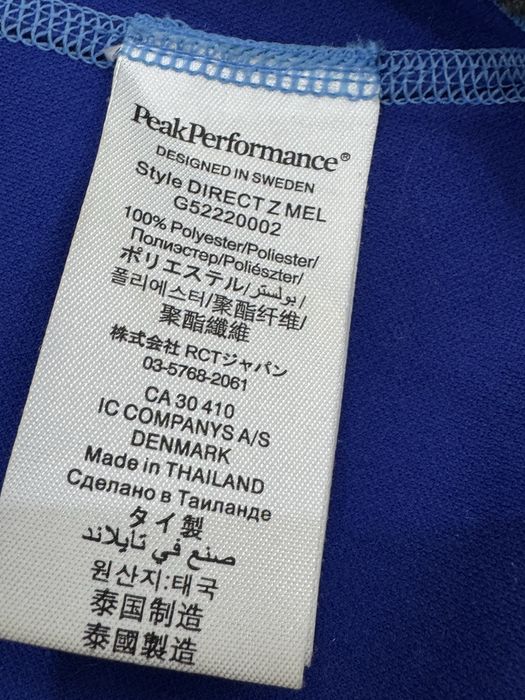 PeakPerformance®
DESIGNED IN SWEDEN
Style DIRECT Z MEL
G52220002
100% Polyester/Poliester/
Полиэстер/Poliészter/
ポリエステル/بوليستر/
폴리에스터/聚酯纤维/
聚酯纖維
株式会社 RCTジャパン
03-5768-2061
CA 30 410
IC COMPANYS A/S
DENMARK
Made in THAILAND
Сделано в Таиланде
タイ製
صنع في تايلاند
원산지:태국
泰国制造
泰國製造